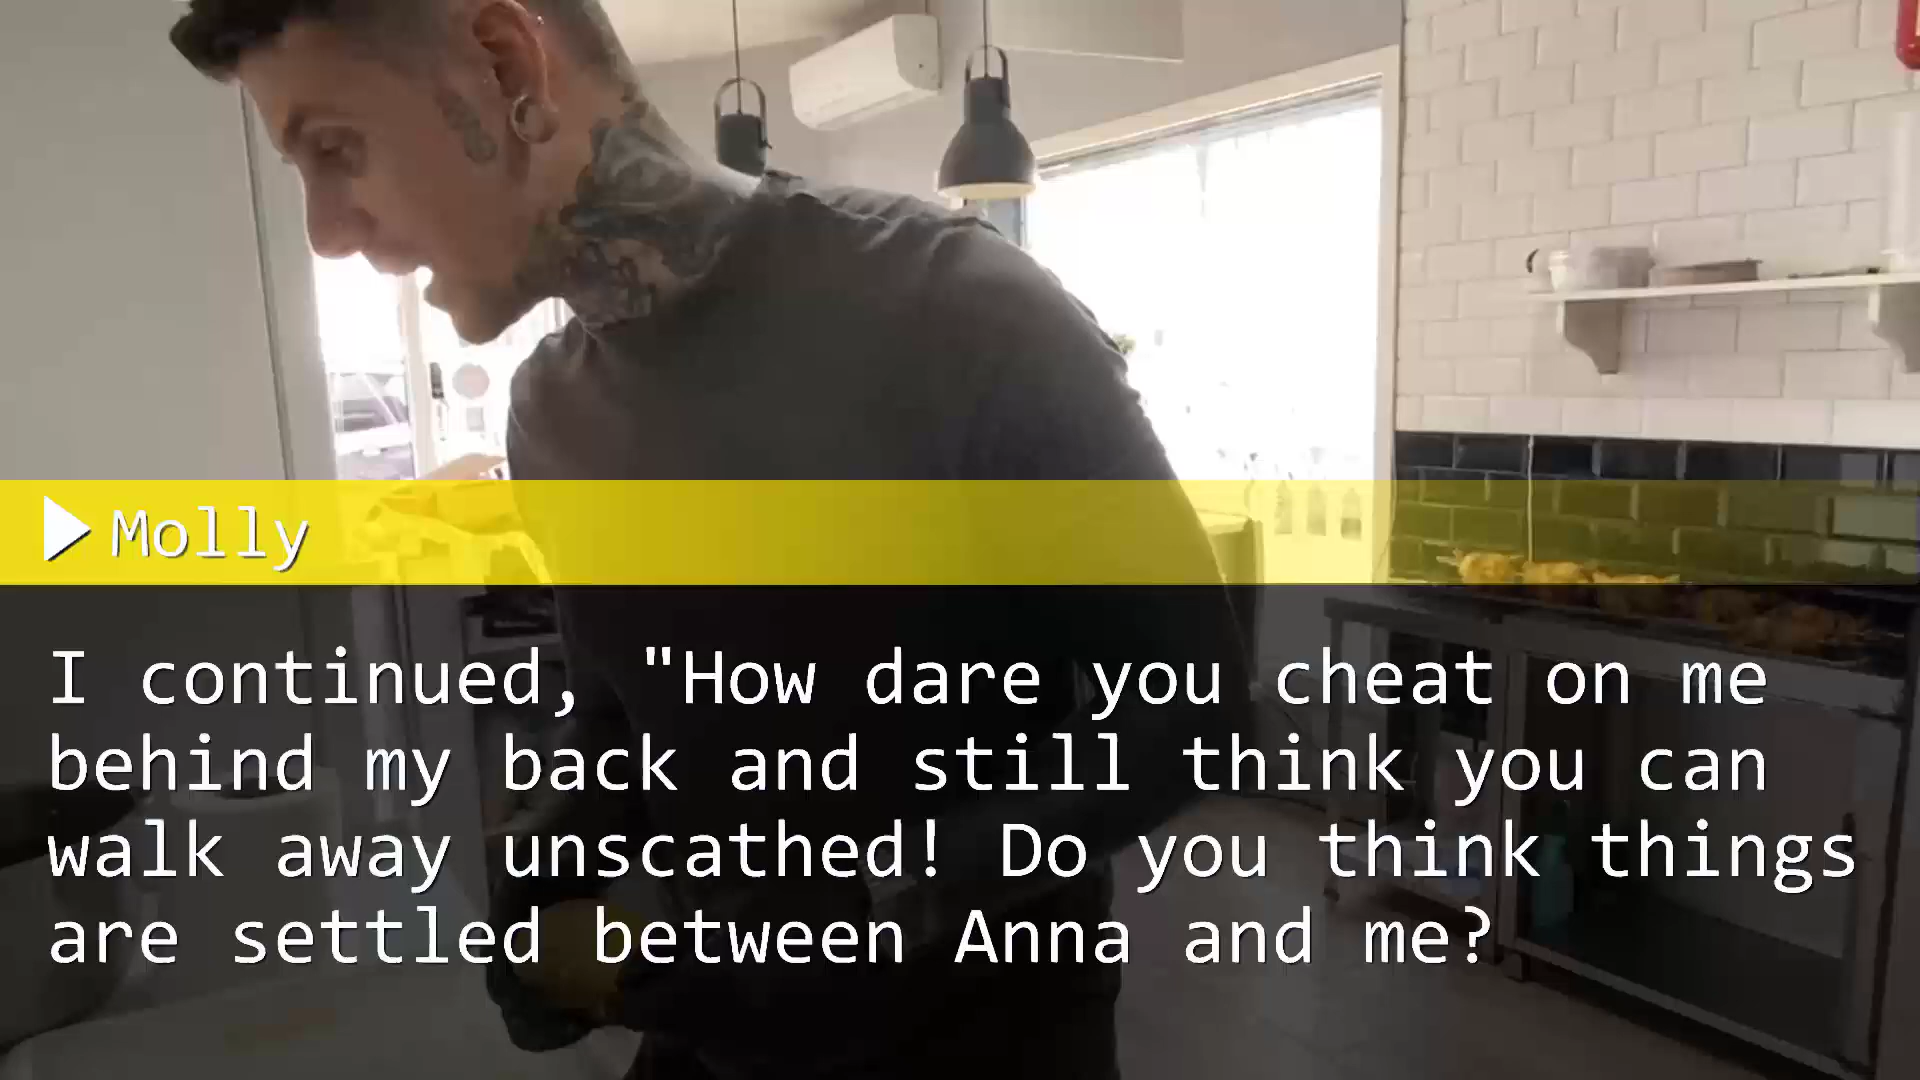 Molly
I continued, "How dare you cheat on me
behind my back and still think you can
walk away unscathed! Do you think things
are settled between Anna and me?